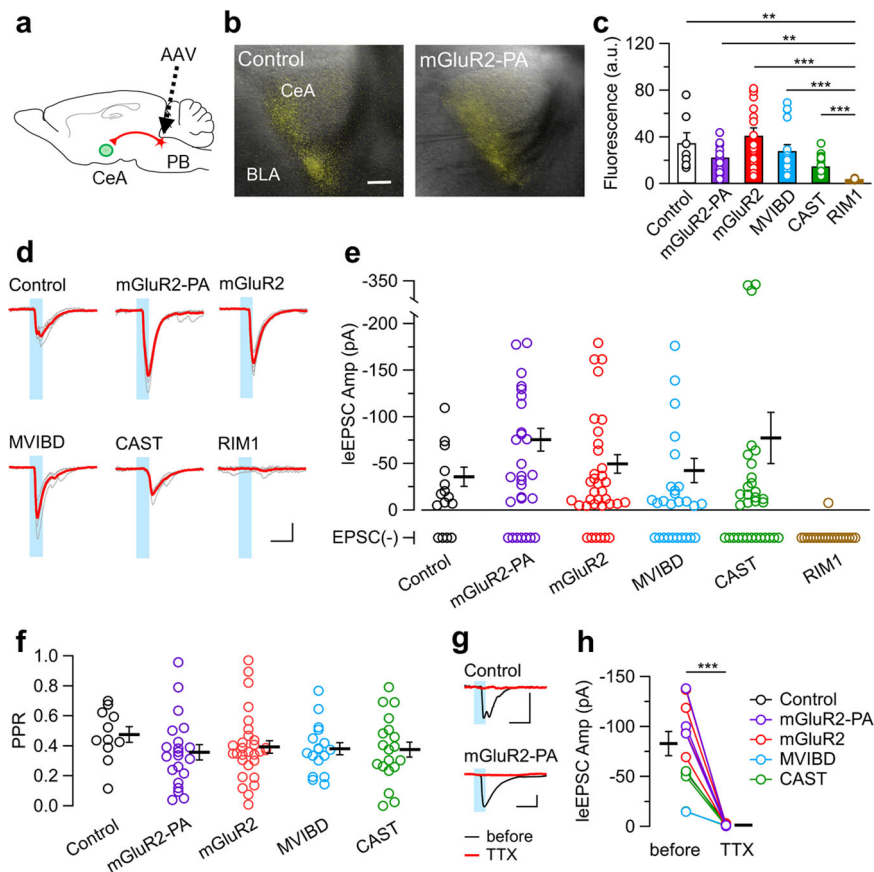 a
AAV
CeA
PB
b
Control
CeA
BLA
mGluR2-PA
c
**
**
***
***
***
Fluorescence (a.u.)
120
80
40
0
Control
mGluR2-PA
mGluR2
MVIBD
CAST
RIM1
d
Control
mGluR2-PA
mGluR2
MVIBD
CAST
RIM1
e
leEPSC Amp (pA)
-350
-200
-150
-100
-50
0
EPSC(-)
Control
mGluR2-PA
mGluR2
MVIBD
CAST
RIM1
f
PPR
1.0
0.8
0.6
0.4
0.2
0.0
Control
mGluR2-PA
mGluR2
MVIBD
CAST
g
Control
mGluR2-PA
before
TTX
h
leEPSC Amp (pA)
-150
-100
-50
0
***
before TTX
Control
mGluR2-PA
mGluR2
MVIBD
CAST